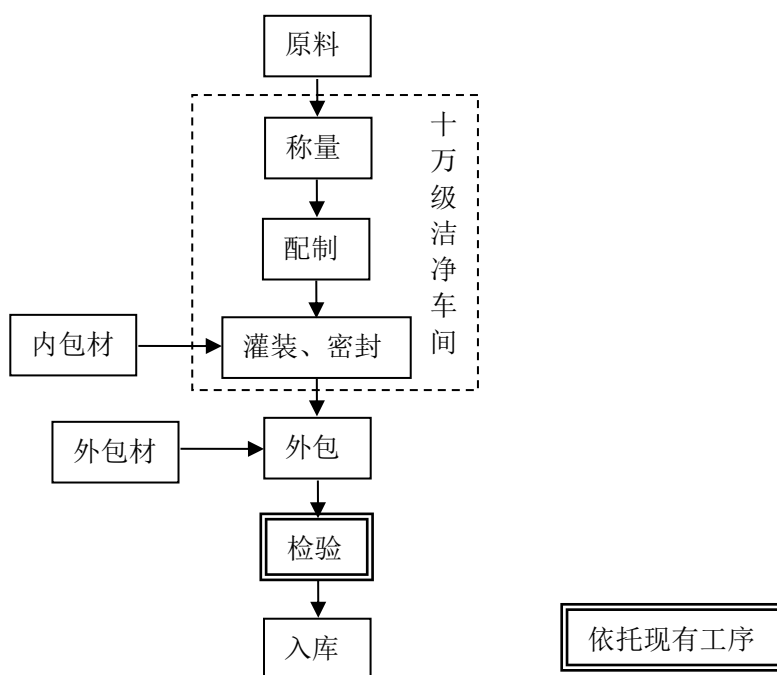 原料
称量
配制
灌装、密封
十万级洁净车间
内包材
外包材
外包
检验
入库
依托现有工序